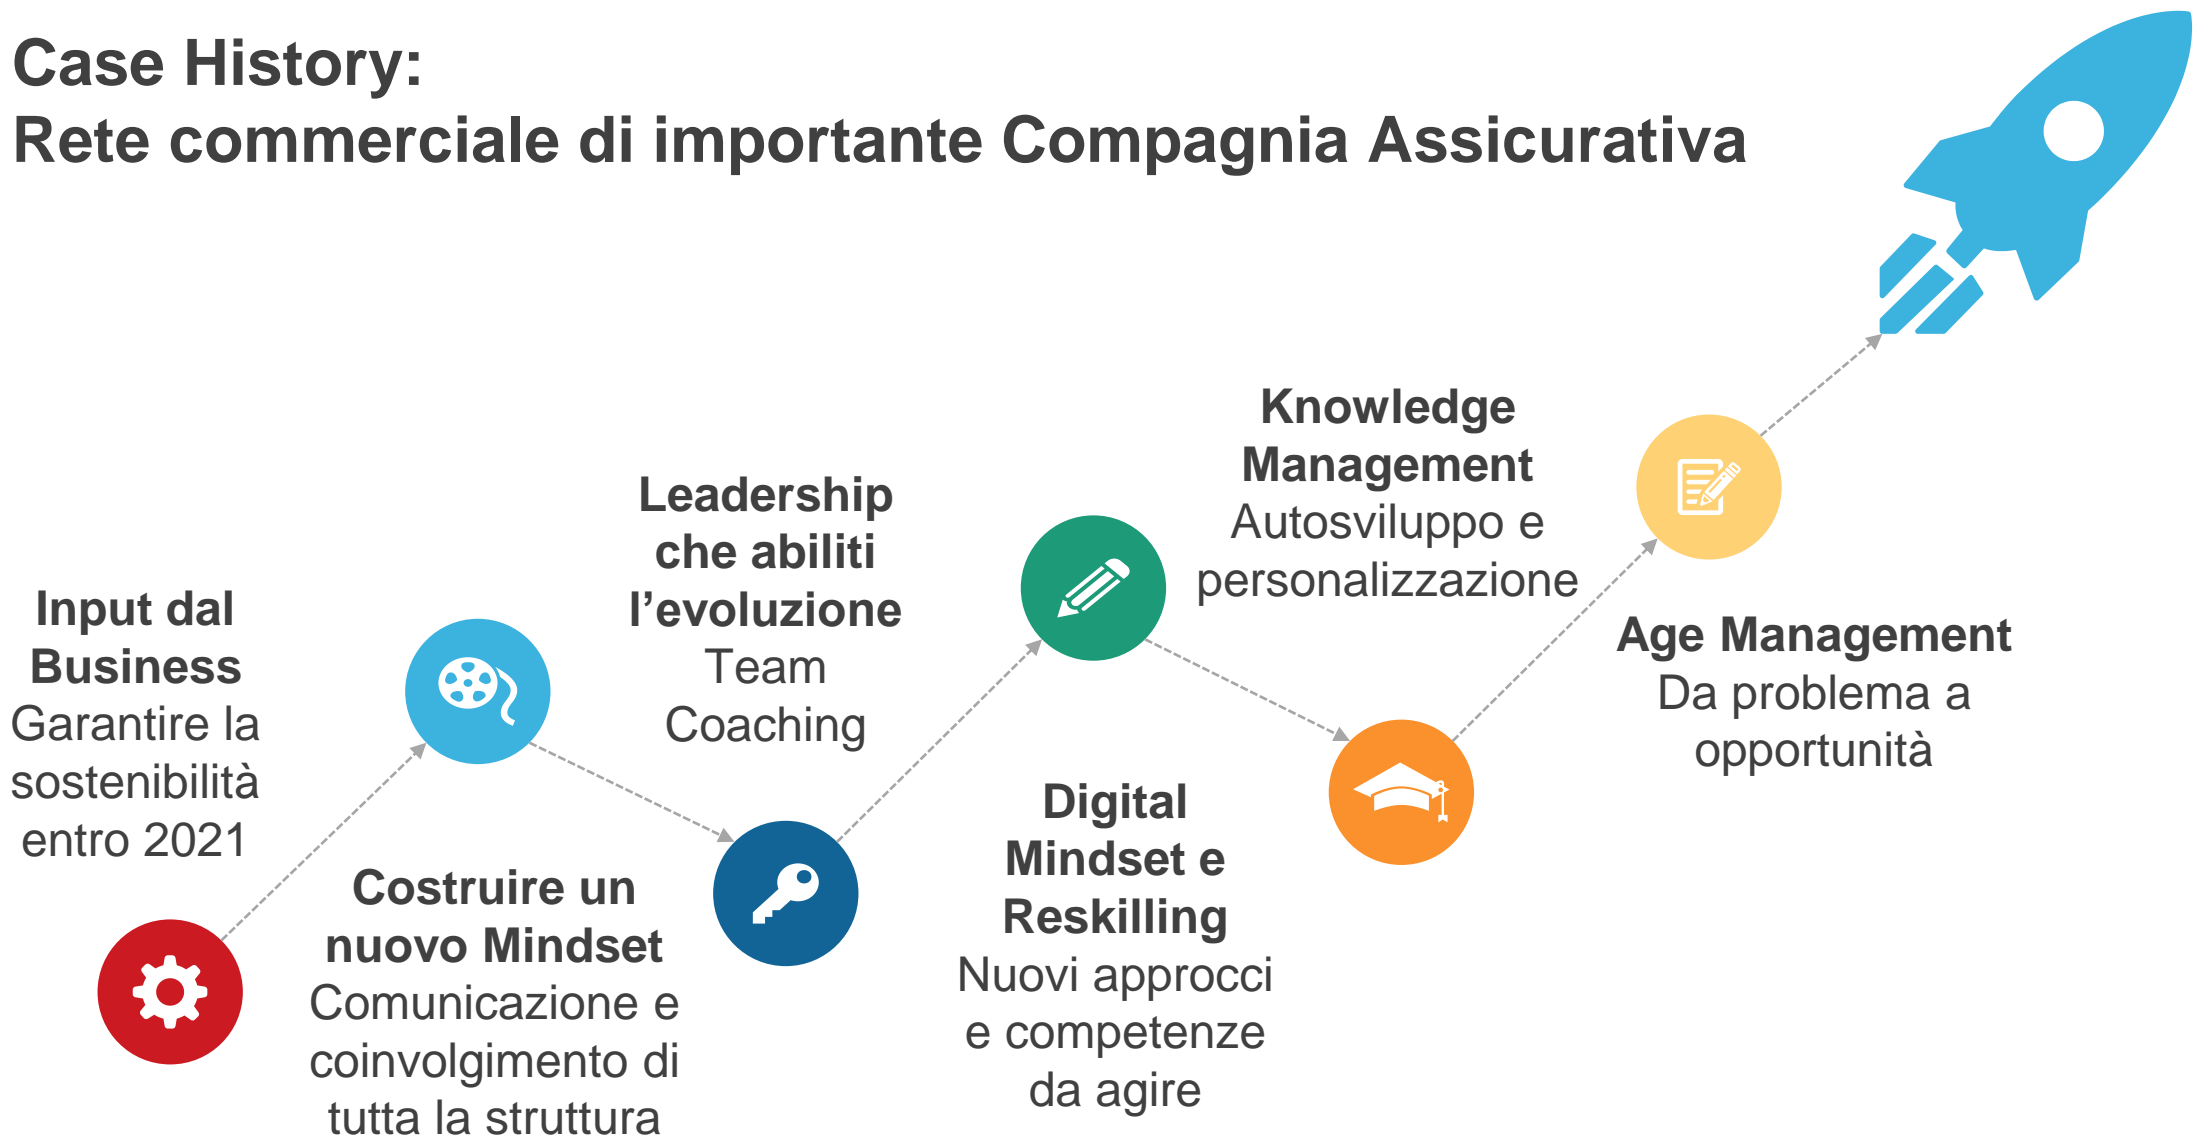 Case History:
Rete commerciale di importante Compagnia Assicurativa
Input dal
Business
Garantire la
sostenibilità
entro 2021
Costruire un
nuovo Mindset
Comunicazione e
coinvolgimento di
tutta la struttura
Leadership
che abiliti
l’evoluzione
Team
Coaching
Digital
Mindset e
Reskilling
Nuovi approcci
e competenze
da agire
Knowledge
Management
Autosviluppo e
personalizzazione
Age Management
Da problema a
opportunità